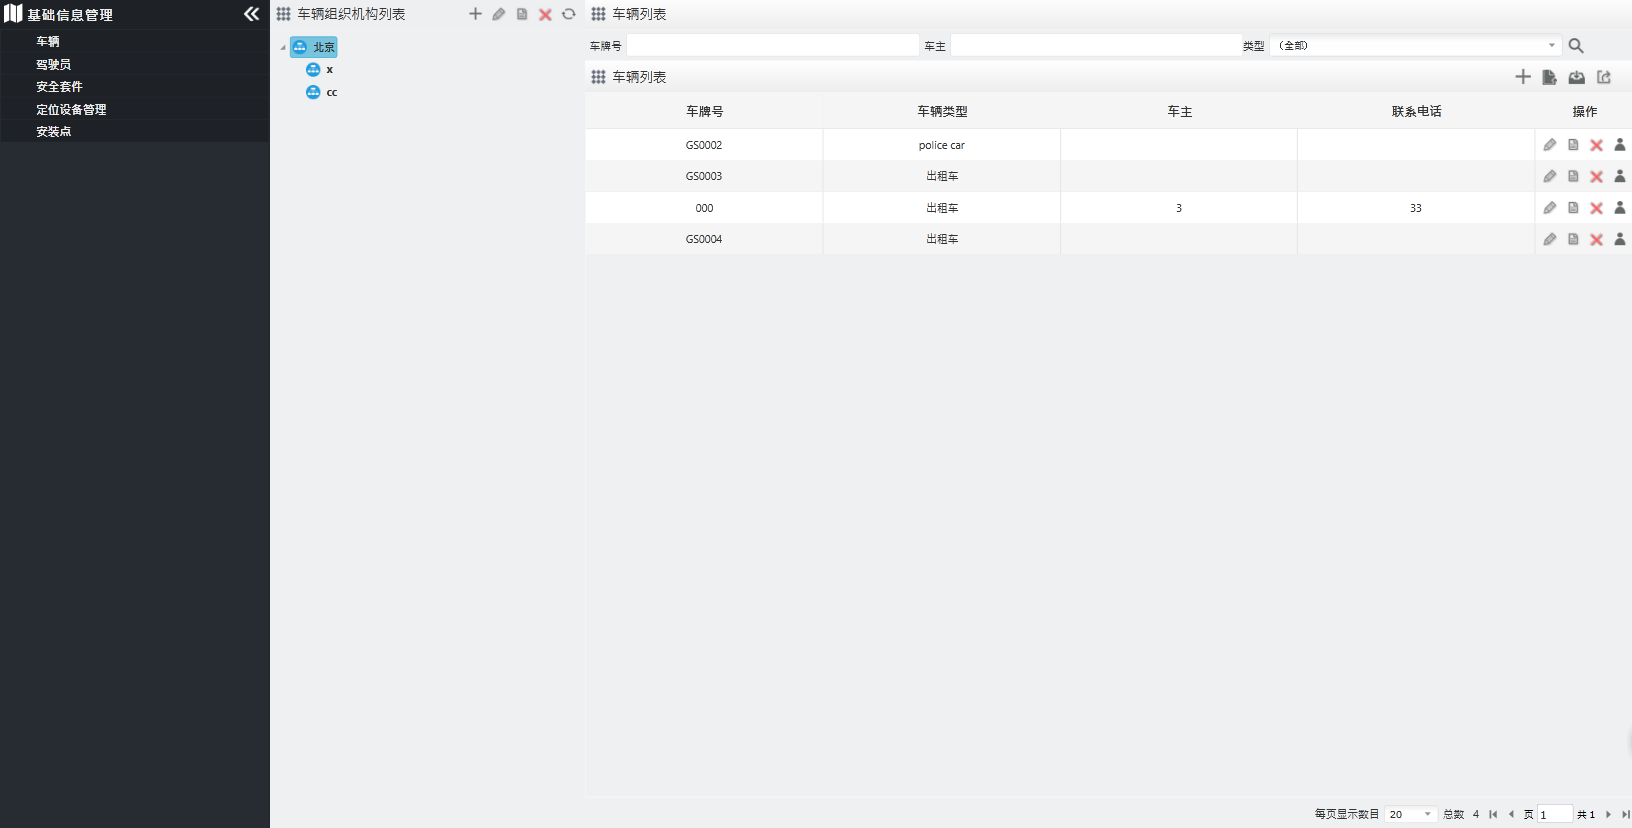 基础信息管理
车辆
驾驶员
安全套件
定位设备管理
安装点
车辆组织机构列表
北京
x
cc
车辆列表
车牌号 车主 类型 (全部)
车辆列表
车牌号 车辆类型 车主 联系电话 操作
GS0002 police car
GS0003 出租车
000 出租车 3 33
GS0004 出租车
每页显示数目 20 总数 4 页 1 共 1